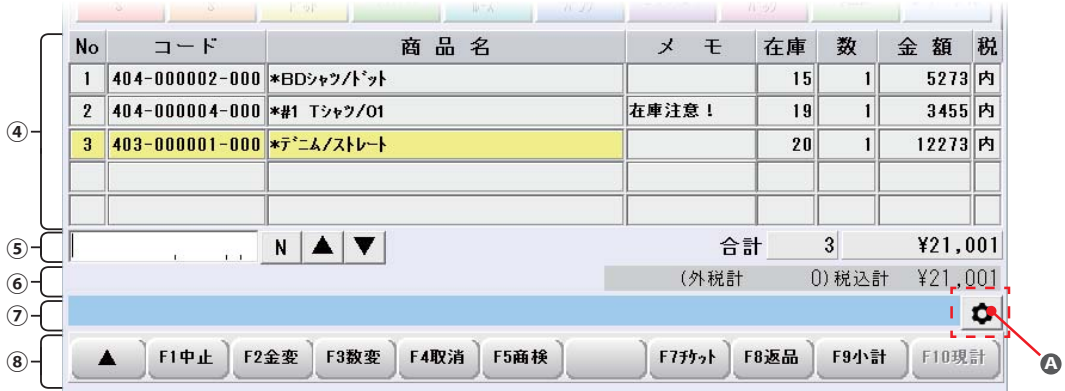 No コード 商品名 メモ 在庫 数 金額 税
1 404-000002-000 *BDｼｬﾂ/ﾄﾞｯﾄ 15 1 5273 内
2 404-000004-000 *#1 Tｼｬﾂ/01 在庫注意！ 19 1 3455 内
④
3 403-000001-000 *ﾃﾞﾆﾑ/ｽﾄﾚｰﾄ 20 1 12273 内
⑤ N ▲ ▼ 合計 3 ¥21,001
⑥ (外税計 0)税込計 ¥21,001
⑦
⑧ ▲ F1中止 F2金変 F3数変 F4取消 F5商検 F7ﾁｹｯﾄ F8返品 F9小計 F10現計 A